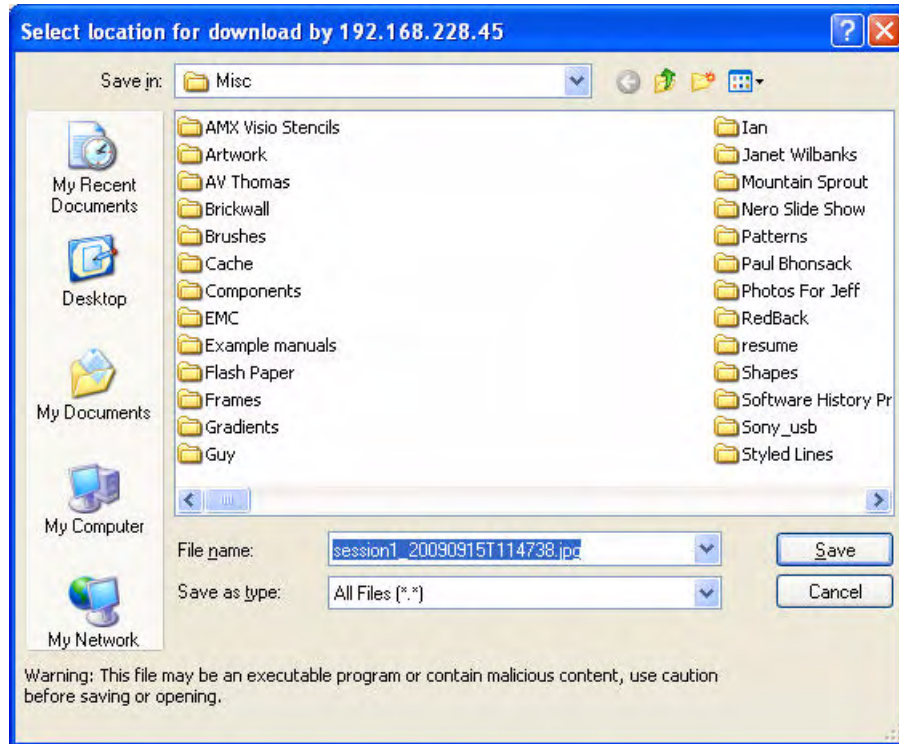 Select location for download by 192.168.228.45
Save in:
Misc
My Recent
Documents
Desktop
My Documents
My Computer
My Network
AMX Visio Stencils
Artwork
AV Thomas
Brickwall
Brushes
Cache
Components
EMC
Example manuals
Flash Paper
Frames
Gradients
Guy
Ian
Janet Wilbanks
Mountain Sprout
Nero Slide Show
Patterns
Paul Bhonsack
Photos For Jeff
RedBack
resume
Shapes
Software History Pr
Sony_usb
Styled Lines
File name:
session1_20090915T114738.jpg
Save
Save as type:
All Files (*.*)
Cancel
Warning: This file may be an executable program or contain malicious content, use caution
before saving or opening.